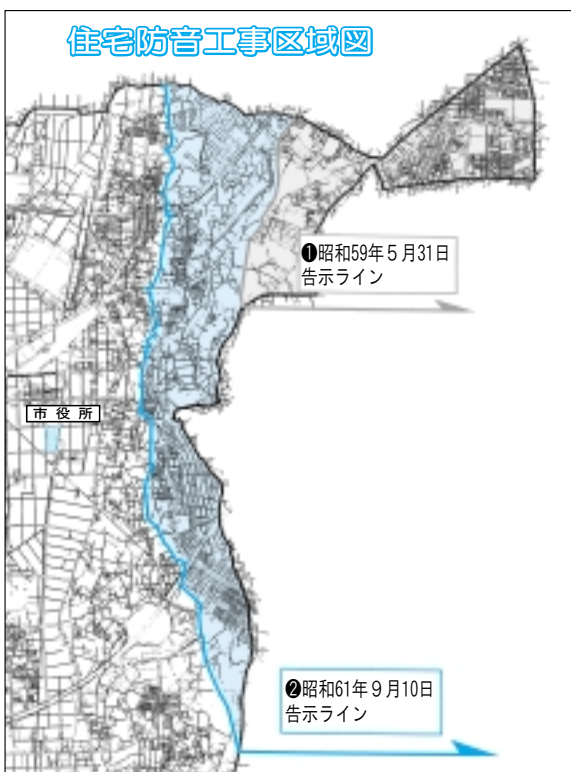 住宅防音工事区域図
❶昭和59年5月31日
告示ライン
市役所
❷昭和61年9月10日
告示ライン